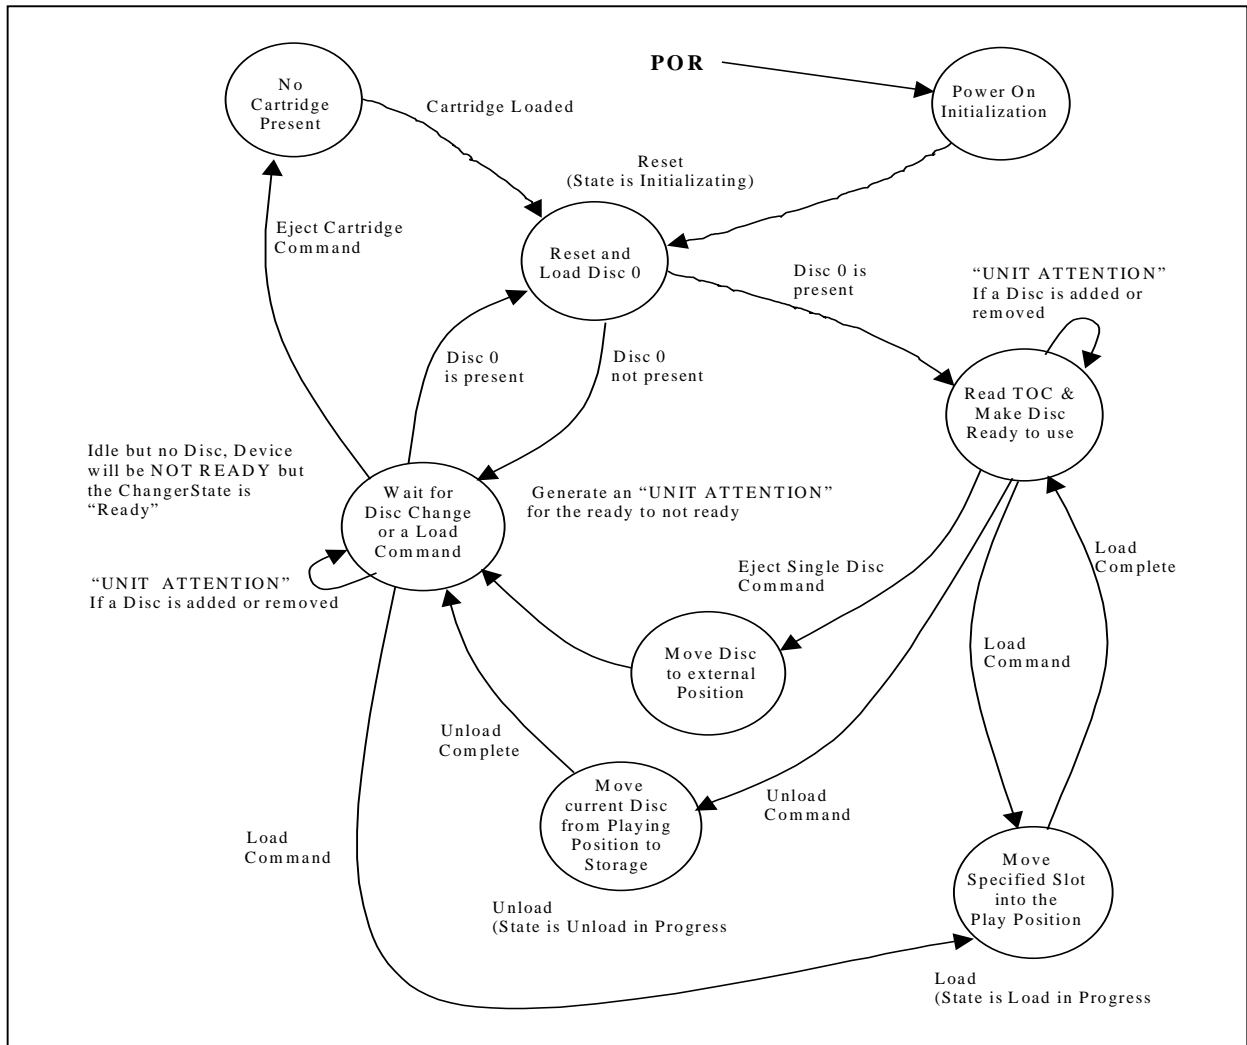 POR
No
Cartridge
Present
Power On
Initialization
Cartridge Loaded
Reset
(State is Initializating)
Eject Cartridge
Command
Reset and
Load Disc 0
Disc 0 is
present
“UNIT ATTENTION”
If a Disc is added or
removed
Disc 0
is present
Disc 0
not present
Read TOC &
Make Disc
Ready to use
Idle but no Disc, Device
will be NOT READY but
the ChangerState is
“Ready”
Wait for
Disc Change
or a Load
Command
Generate an “UNIT ATTENTION”
for the ready to not ready
“UNIT ATTENTION”
If a Disc is added or removed
Eject Single Disc
Command
Load
Complete
Move Disc
to external
Position
Load
Command
Unload
Complete
Move
current Disc
from Playing
Position to
Storage
Unload
Command
Load
Command
Move
Specified Slot
into the
Play Position
Unload
(State is Unload in Progress
Load
(State is Load in Progress